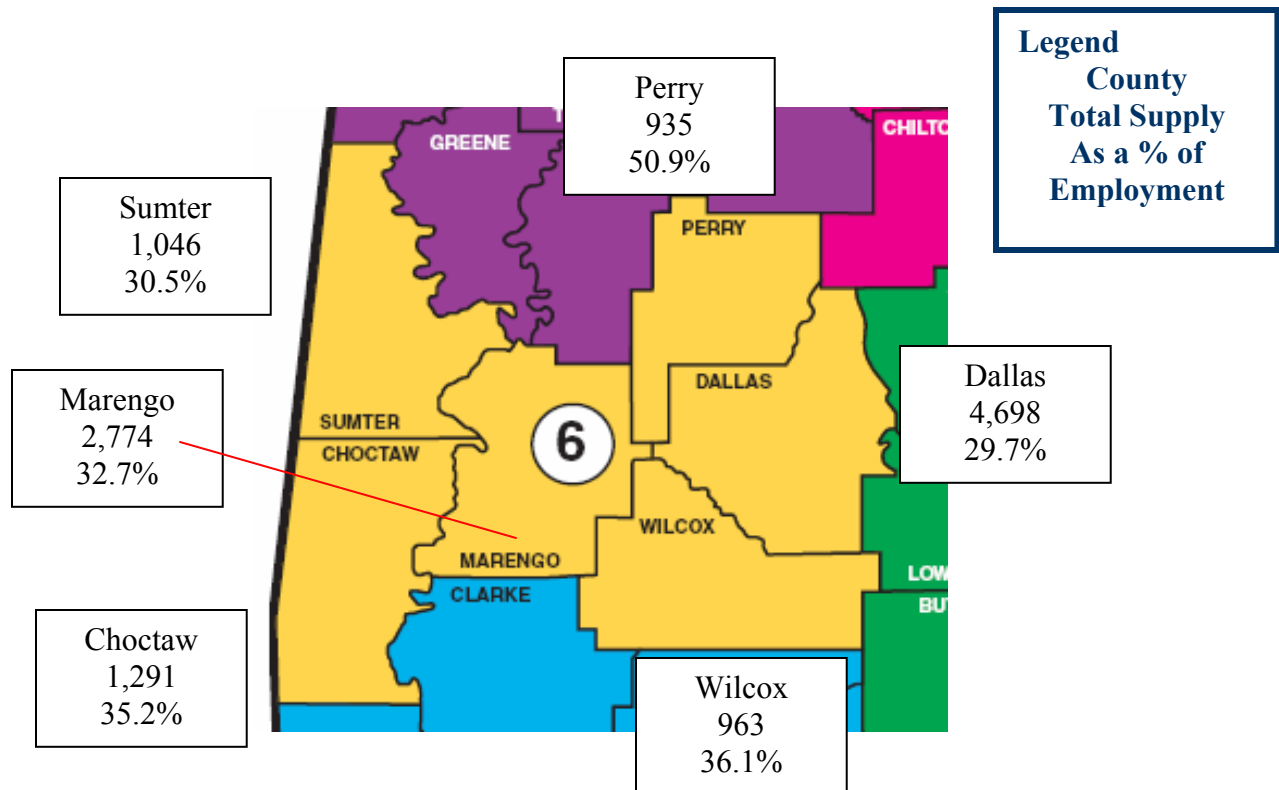 Legend
County
Total Supply
As a % of
Employment
Perry
935
50.9%
GREENE
CHILTO
Sumter
1,046
30.5%
PERRY
Marengo
2,774
32.7%
SUMTER
CHOCTAW
6
DALLAS
Dallas
4,698
29.7%
WILCOX
MARENGO
CLARKE
LOW
BU
Choctaw
1,291
35.2%
Wilcox
963
36.1%